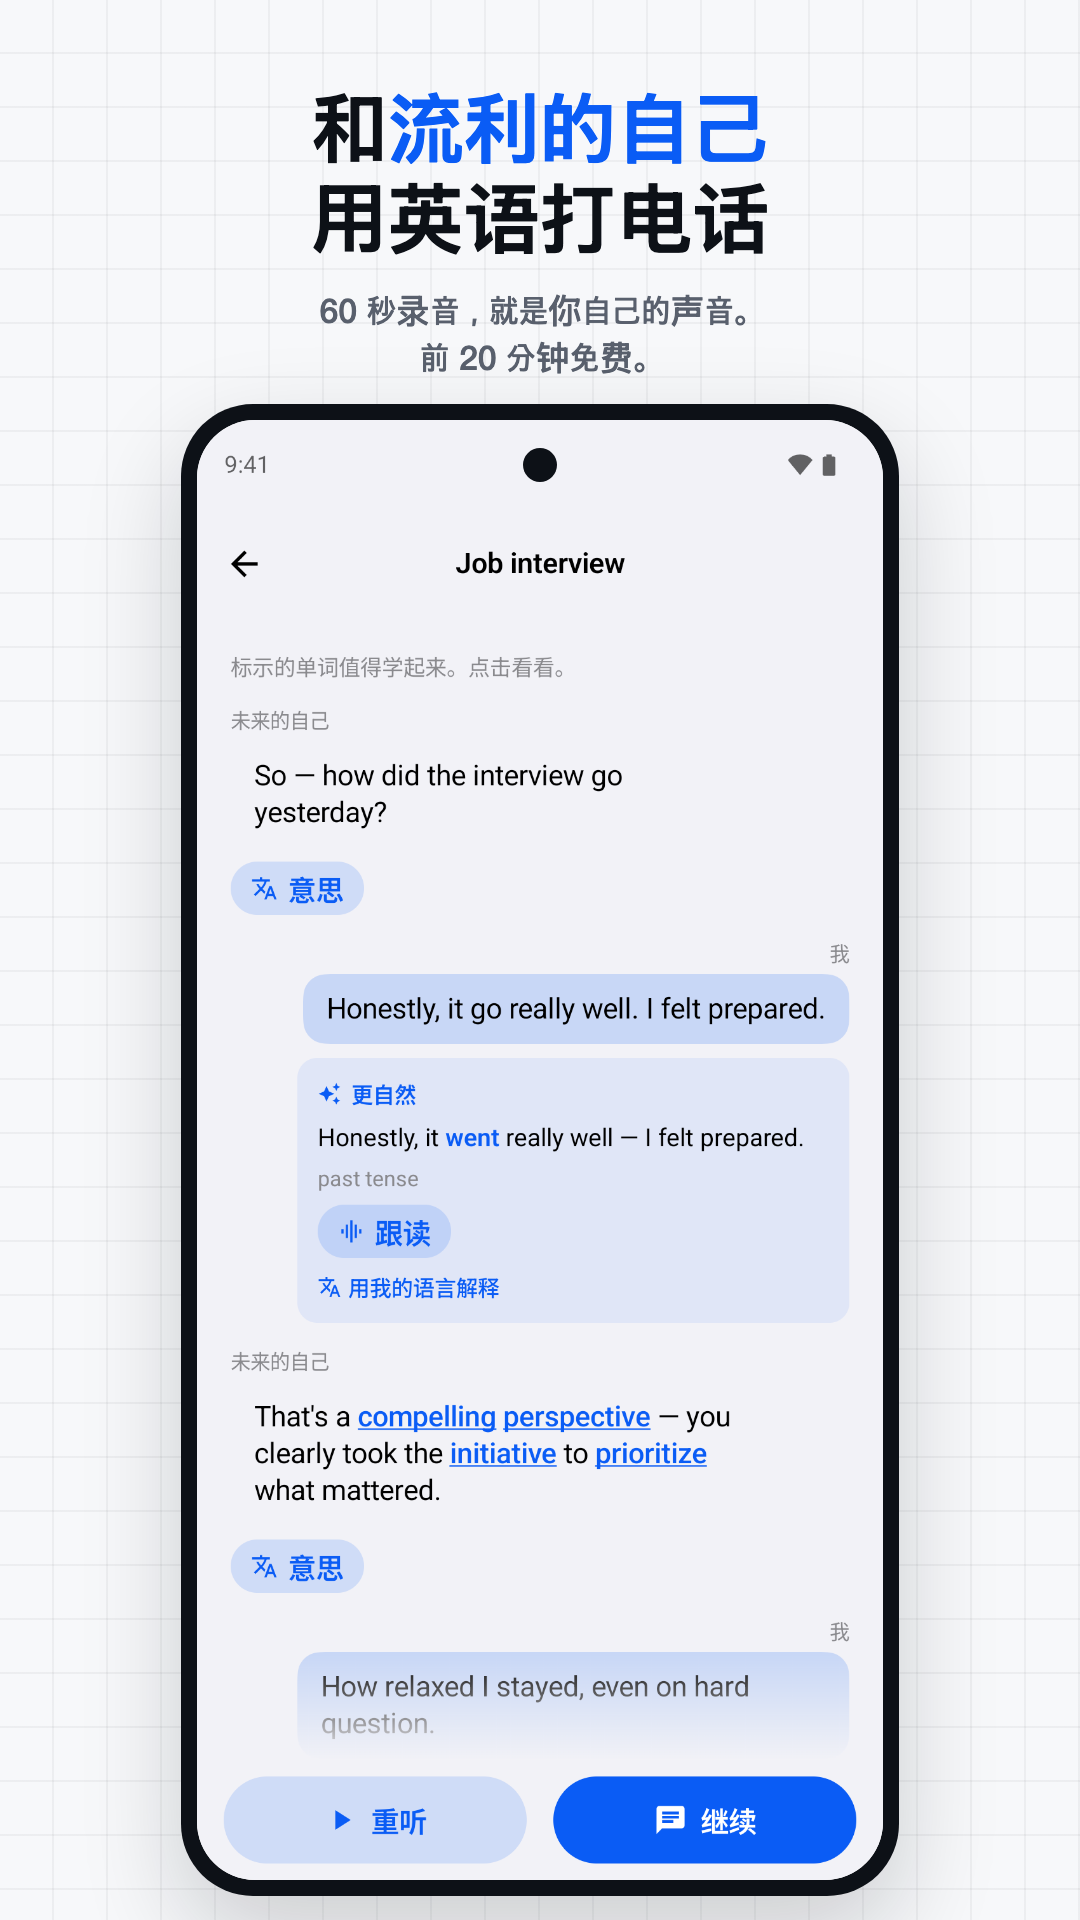 和流利的自己
用英语打电话
60 秒录音，就是你自己的声音。
前 20 分钟免费。
9:41
Job interview
标示的单词值得学起来。点击看看。
未来的自己
So — how did the interview go
yesterday?
意思
我
Honestly, it go really well. I felt prepared.
更自然
Honestly, it went really well — I felt prepared.
past tense
跟读
用我的语言解释
未来的自己
That's a compelling perspective — you
clearly took the initiative to prioritize
what mattered.
意思
我
How relaxed I stayed, even on hard
question.
重听
继续